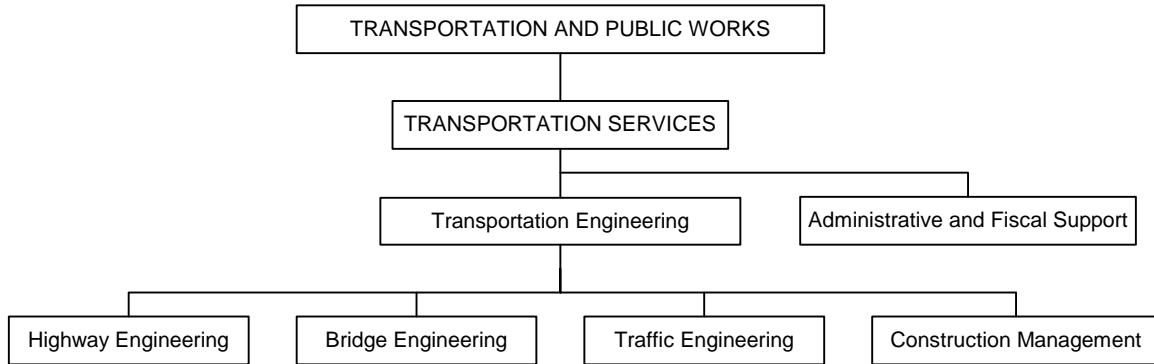 TRANSPORTATION AND PUBLIC WORKS
TRANSPORTATION SERVICES
Transportation Engineering
Administrative and Fiscal Support
Highway Engineering
Bridge Engineering
Traffic Engineering
Construction Management